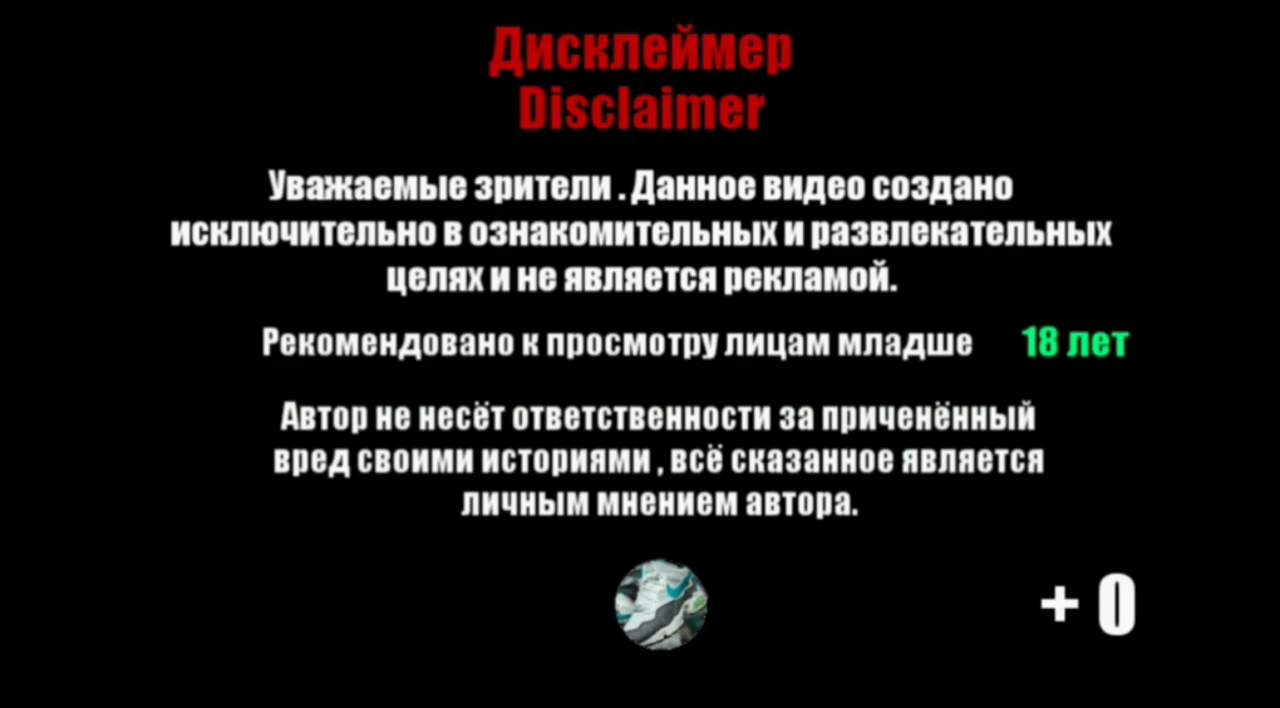 Дисклеймер
Disclaimer
Уважаемые зрители . Данное видео создано
исключительно в ознакомительных и развлекательных
целях и не является рекламой.
Рекомендовано к просмотру лицам младше 18 лет
Автор не несёт ответственности за приченённый
вред своими историями , всё сказанное является
личным мнением автора.
+ 0